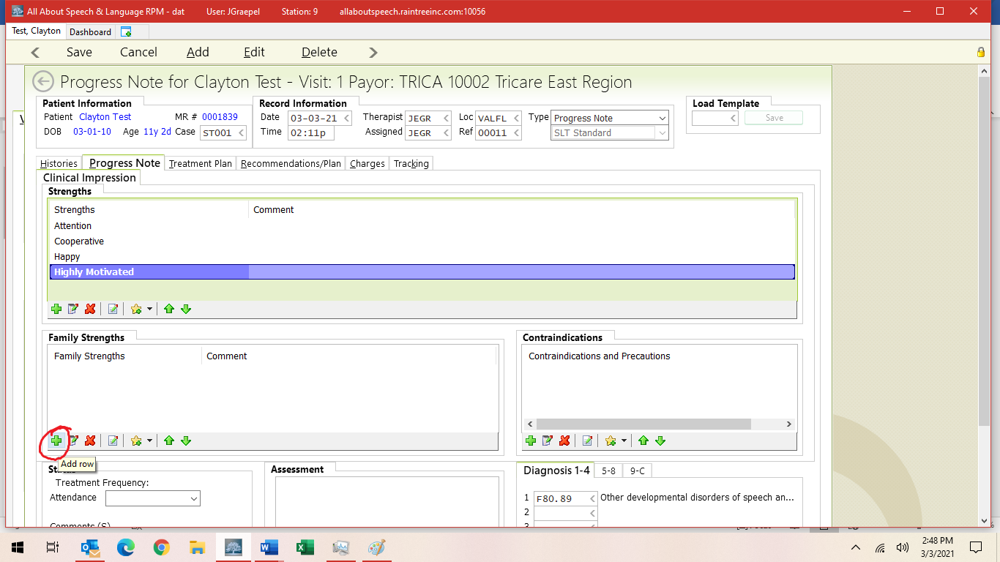 All About Speech & Language RPM - dat User: JGraepel Station: 9 allaboutspeech.raintreeinc.com:10056
Test, Clayton Dashboard
Save Cancel Add Edit Delete
Progress Note for Clayton Test - Visit: 1 Payor: TRICA 10002 Tricare East Region
Patient Information Record Information Load Template
Patient Clayton Test MR # 0001839 Date 03-03-21 Therapist JEGR Loc VALFL Type Progress Note Save
DOB 03-01-10 Age 11y 2d Case ST001 Time 02:11p Assigned JEGR Ref 00011 SLT Standard
Histories Progress Note Treatment Plan Recommendations/Plan Charges Tracking
Clinical Impression
Strengths
Strengths Comment
Attention
Cooperative
Happy
Highly Motivated
Family Strengths Contraindications
Family Strengths Comment Contraindications and Precautions
Add row
Assessment Diagnosis 1-4 5-8 9-C
Treatment Frequency:
Attendance 1 F80.89 Other developmental disorders of speech an...
2
3
Comments (S)
2:48 PM
3/3/2021